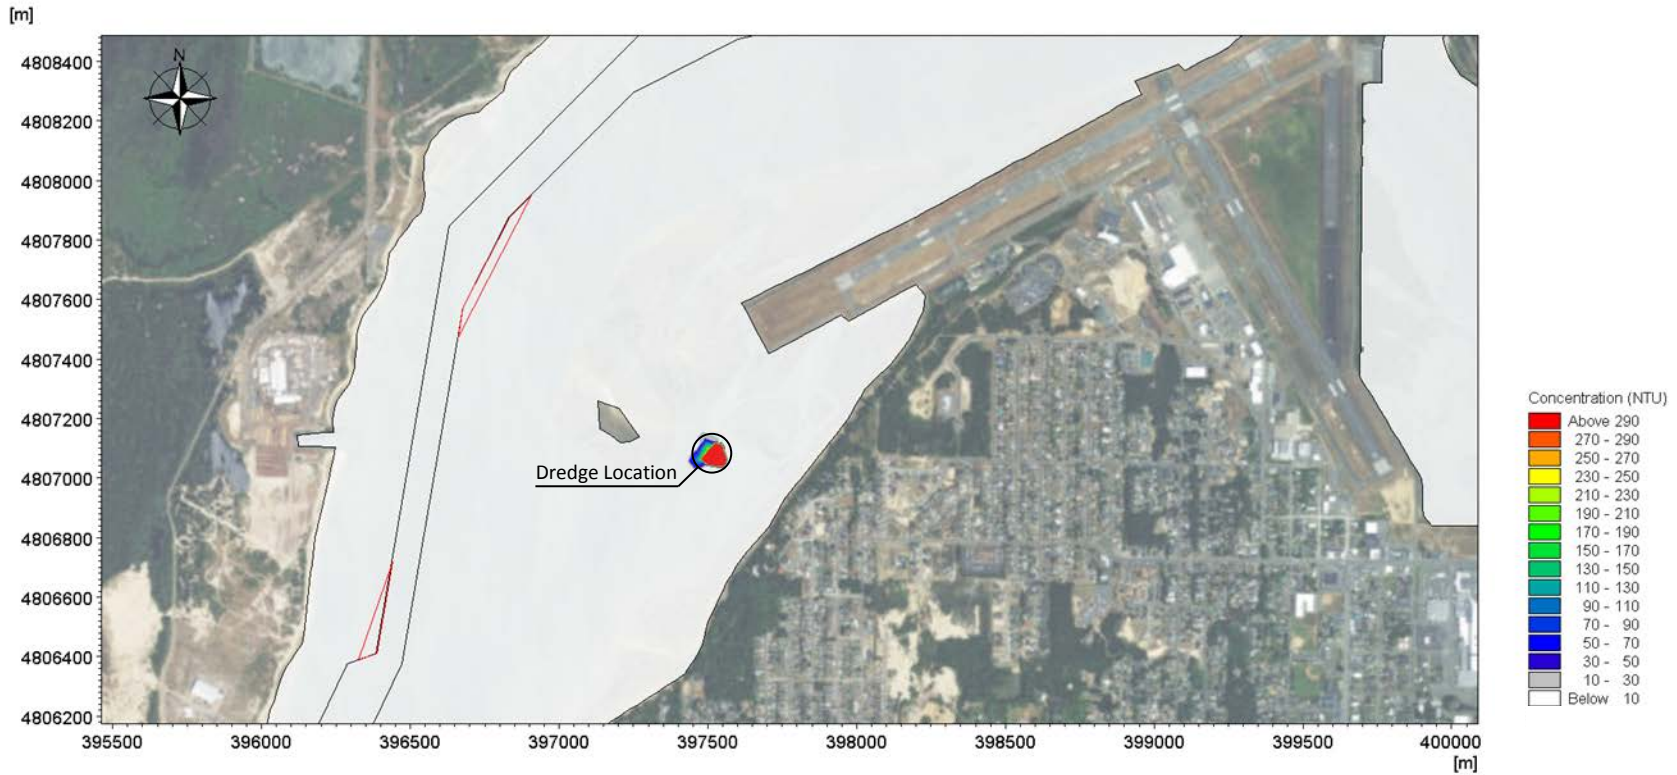 [m]
N
4808400
4808200
4808000
4807800
4807600
4807400
4807200
4807000
4806800
4806600
4806400
4806200
Dredge Location
395500 396000 396500 397000 397500 398000 398500 399000 399500 400000
[m]
Concentration (NTU)
Above 290
270 - 290
250 - 270
230 - 250
210 - 230
190 - 210
170 - 190
150 - 170
130 - 150
110 - 130
90 - 110
70 - 90
50 - 70
30 - 50
10 - 30
Below 10